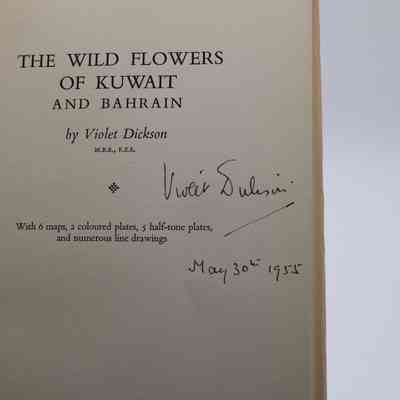 THE WILD FLOWERS
OF KUWAIT
AND BAHRAIN
by Violet Dickson
M.B.E., F.Z.S.
Violet Dickson
With 6 maps, 2 coloured plates, 5 half-tone plates,
and numerous line drawings
May 30th 1955